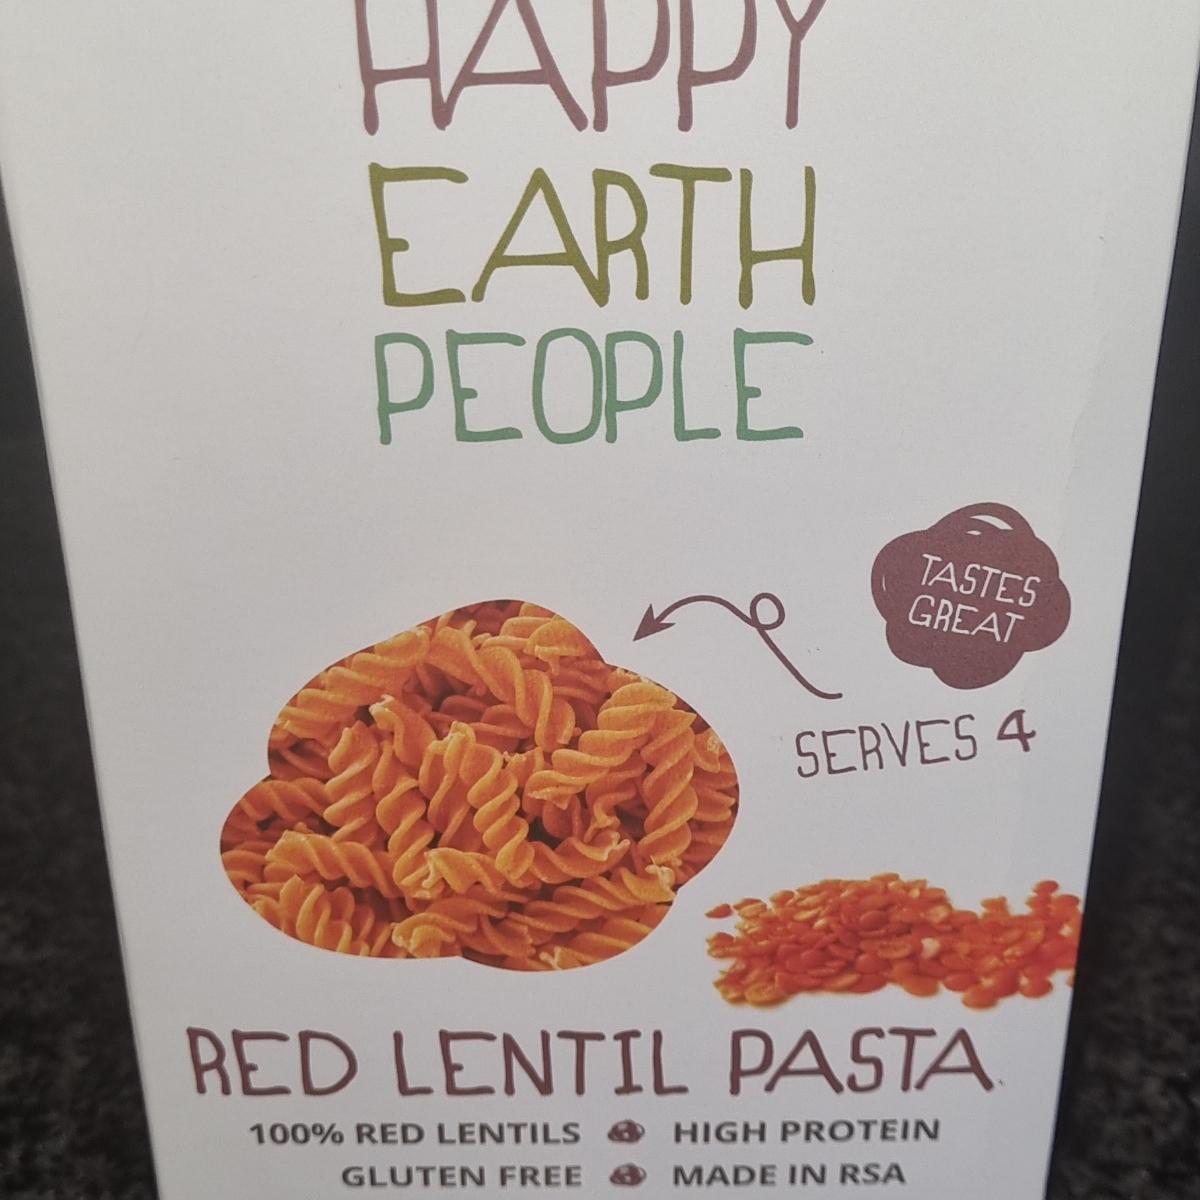 HAPPY
EARTH
PEOPLE
TASTES
GREAT
SERVES 4
RED LENTIL PASTA
100% RED LENTILS HIGH PROTEIN
GLUTEN FREE MADE IN RSA